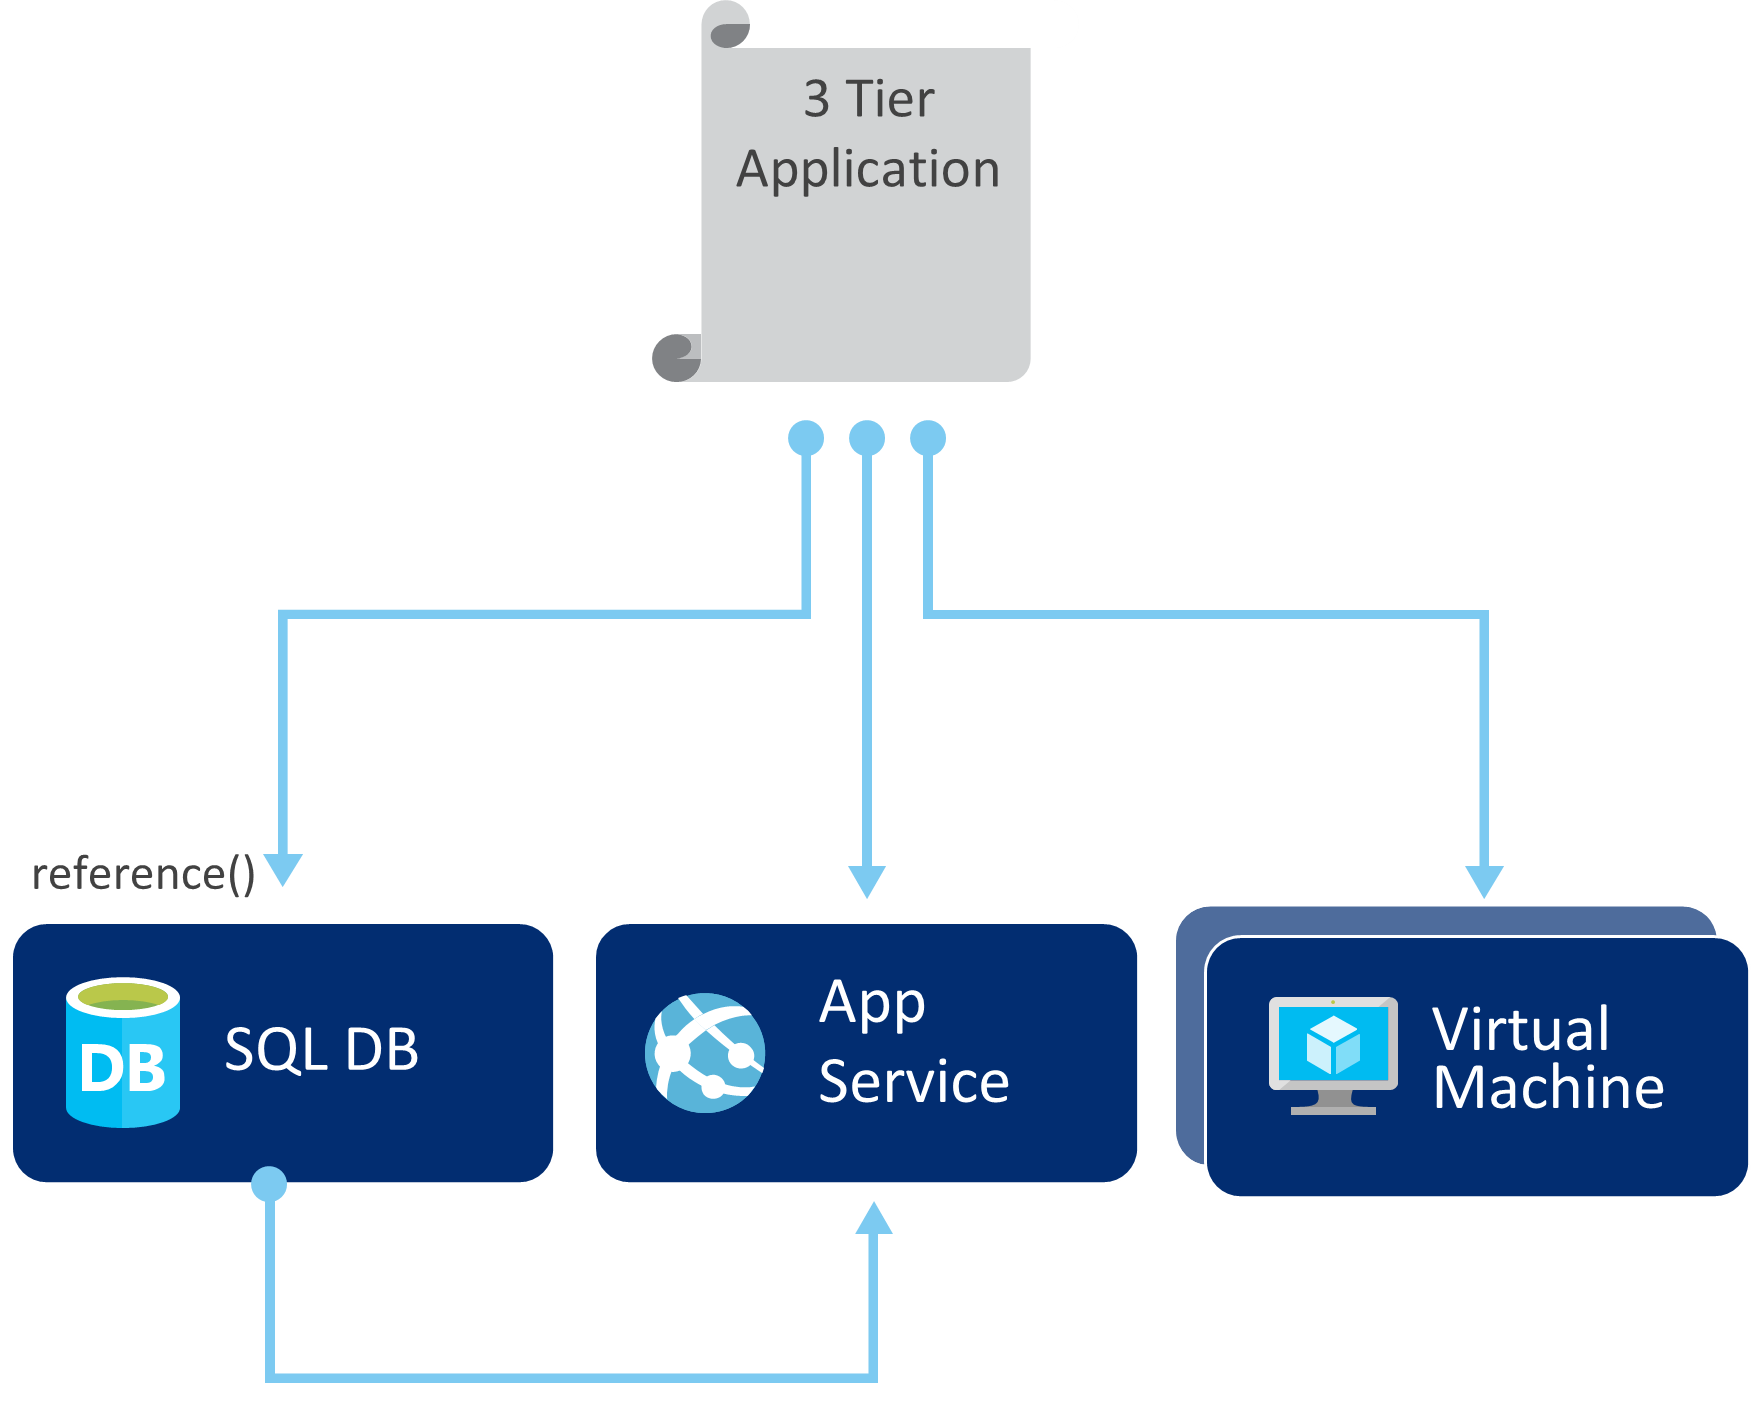 3 Tier
Application
reference()
DB
SQL DB
App
Service
Virtual
Machine